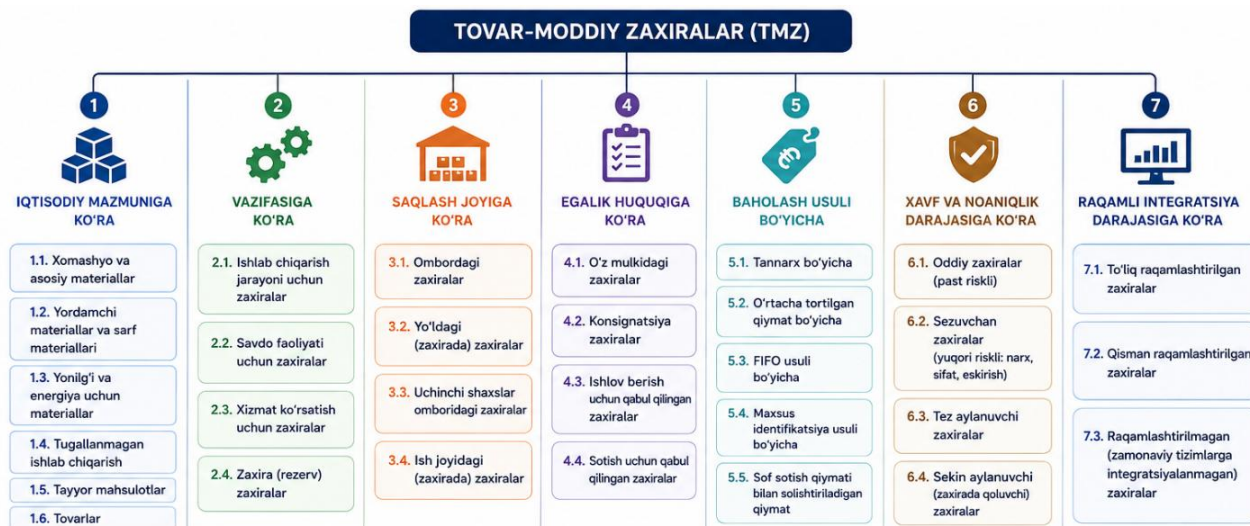 TOVAR-MODDIY ZAXIRALAR (TMZ)
1
IQTISODIY MAZMUNIGA
KO'RA
1.1. Xomashyo va
asosiy materiallar
1.2. Yordamchi
materiallar va sarf
materiallari
1.3. Yonilg'i va
energiya uchun
materiallar
1.4. Tugallanmagan
ishlab chiqarish
1.5. Tayyor mahsulotlar
1.6. Tovarlar
2
VAZIFASIGA
KO'RA
2.1. Ishlab chiqarish
jarayoni uchun
zaxiralar
2.2. Savdo faoliyati
uchun zaxiralar
2.3. Xizmat ko'rsatish
uchun zaxiralar
2.4. Zaxira (rezerv)
zaxiralar
3
SAQLASH JOYIGA
KO'RA
3.1. Ombordagi
zaxiralar
3.2. Yo'ldagi
(zaxirada) zaxiralar
3.3. Uchinchi shaxslar
omboridagi zaxiralar
3.4. Ish joyidagi
(zaxirada) zaxiralar
4
EGALIK HUQUQIGA
KO'RA
4.1. O'z mulkidagi
zaxiralar
4.2. Konsignatsiya
zaxiralar
4.3. Ishlov berish
uchun qabul qilingan
zaxiralar
4.4. Sotish uchun qabul
qilingan zaxiralar
5
BAHOLASH USULI
BO'YICHA
5.1. Tannarx bo'yicha
5.2. O'rtacha tortilgan
qiymat bo'yicha
5.3. FIFO usuli
bo'yicha
5.4. Maxsus
identifikatsiya usuli
bo'yicha
5.5. Sof sotish qiymati
bilan solishtiriladigan
qiymat
6
XAVF VA NOANIQLIK
DARAJASIGA KO'RA
6.1. Oddiy zaxiralar
(past riskli)
6.2. Sezuvchan
zaxiralar
(yuqori riskli: narx,
sifat, eskirish)
6.3. Tez aylanuvchi
zaxiralar
6.4. Sekin aylanuvchi
(zaxirada qoluvchi)
zaxiralar
7
RAQAMLI INTEGRATSIYA
DARAJASIGA KO'RA
7.1. To'liq raqamlashtirilgan
zaxiralar
7.2. Qisman raqamlashtirilgan
zaxiralar
7.3. Raqamlashtirilmagan
(zamonaviy tizimlarga
integratsiyalanmagan)
zaxiralar